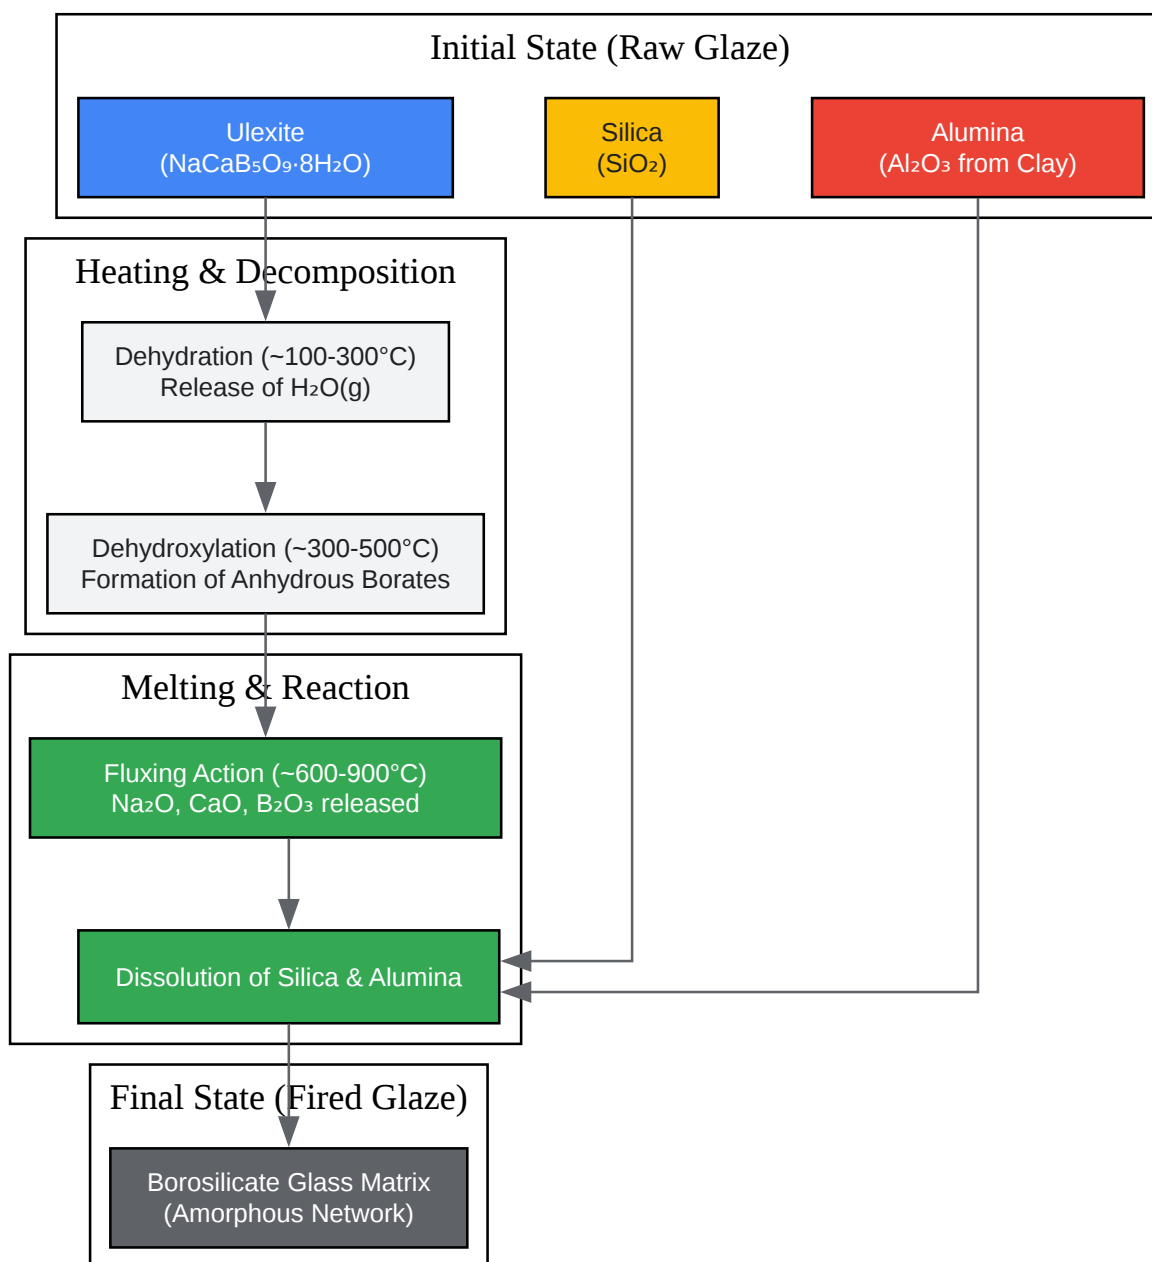 Initial State (Raw Glaze)
Ulexite
(NaCaB₅O₉·8H₂O)
Silica
(SiO₂)
Alumina
(Al₂O₃ from Clay)
Heating & Decomposition
Dehydration (~100-300°C)
Release of H₂O(g)
Dehydroxylation (~300-500°C)
Formation of Anhydrous Borates
Melting & Reaction
Fluxing Action (~600-900°C)
Na₂O, CaO, B₂O₃ released
Dissolution of Silica & Alumina
Final State (Fired Glaze)
Borosilicate Glass Matrix
(Amorphous Network)